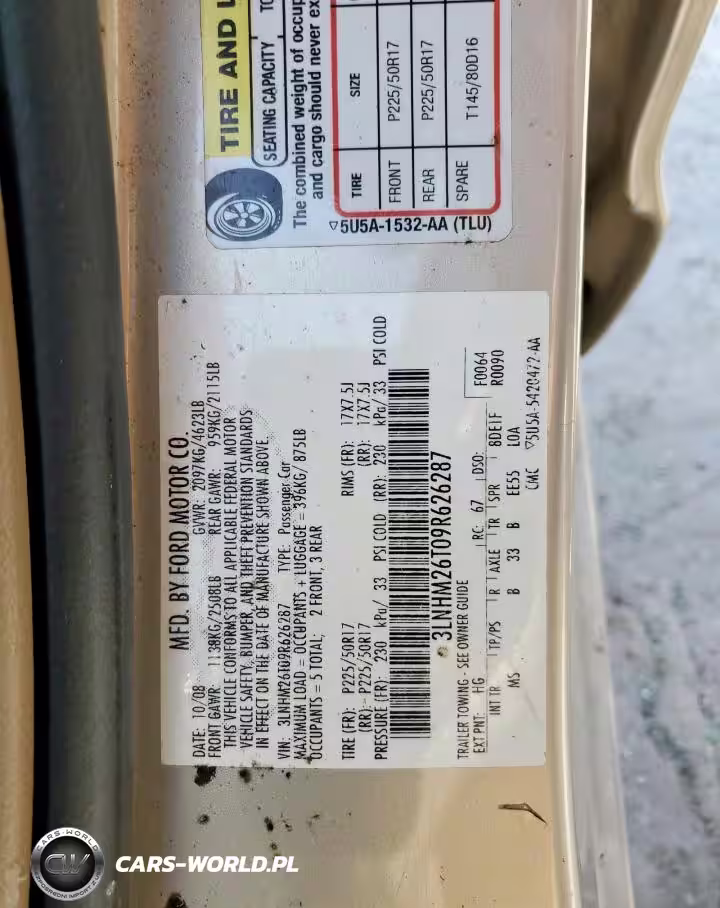 TIRE AND L
SEATING CAPACITY TO
The combined weight of occup
and cargo should never ex
TIRE SIZE
FRONT P225/50R17
REAR P225/50R17
SPARE T145/80D16
▽5U5A-1532-AA (TLU)
MFD. BY FORD MOTOR CO.
DATE: 10/08 GVWR: 2097KG/4623LB
FRONT GAWR: 1138KG/2508LB REAR GAWR: 959KG/2115LB
THIS VEHICLE CONFORMS TO ALL APPLICABLE FEDERAL MOTOR
VEHICLE SAFETY, BUMPER, AND THEFT PREVENTION STANDARDS
IN EFFECT ON THE DATE OF MANUFACTURE SHOWN ABOVE.
VIN: 3LNHM26T09R626287 TYPE: Passenger Car
MAXIMUM LOAD = OCCUPANTS + LUGGAGE = 396KG/ 875LB
OCCUPANTS = 5 TOTAL; 2 FRONT, 3 REAR
TIRE (FR): P225/50R17 RIMS (FR): 17X7.5J
(RR): P225/50R17 (RR): 17X7.5J
PRESSURE (FR): 230 kPa/ 33 PSI COLD (RR): 230 kPa/ 33 PSI COLD
3LNHM26T09R626287
TRAILER TOWING - SEE OWNER GUIDE F0064
EXT PNT: HG RC: 67 DSO: R0090
INT TR TP/PS R AXLE TR SPR 8DE1F
MS B 33 B EE55 L0A
CMC ▽5U5A-5420472-AA
CARS-WORLD
CW
CARS-WORLD.PL